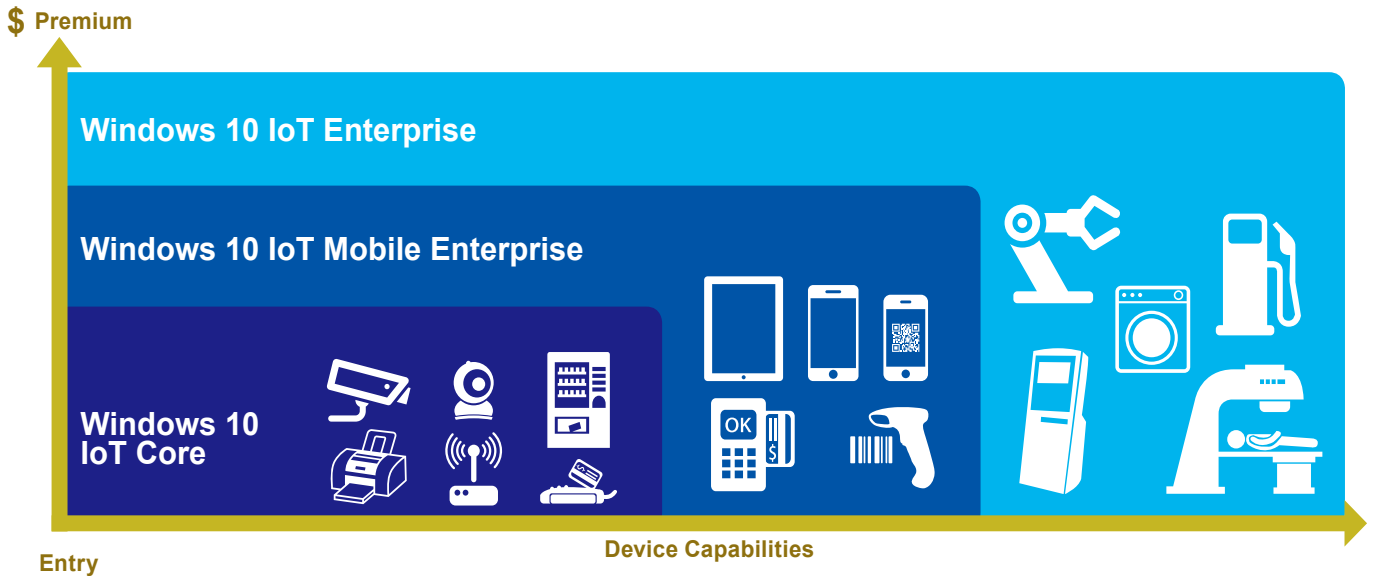 $ Premium
Windows 10 IoT Enterprise
Windows 10 IoT Mobile Enterprise
Windows 10
IoT Core
OK
$
$
Device Capabilities
Entry